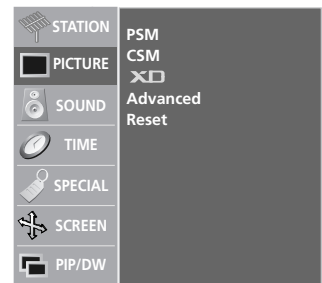 STATION
PICTURE
SOUND
TIME
SPECIAL
SCREEN
PIP/DW
PSM
CSM
XD
Advanced
Reset